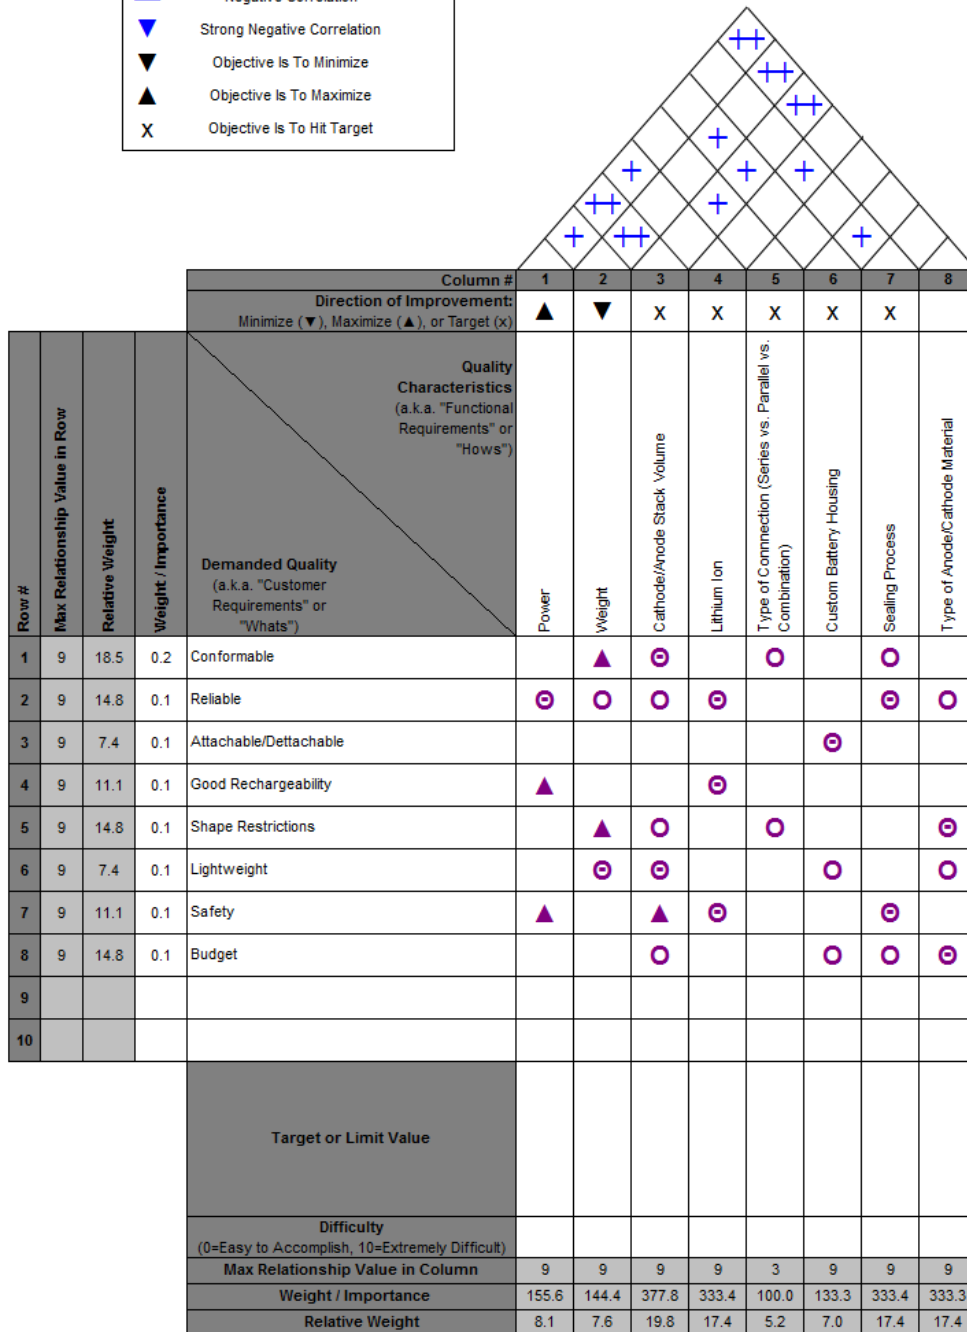 Strong Negative Correlation
▼ Objective Is To Minimize
▲ Objective Is To Maximize
x Objective Is To Hit Target
Column # 1 2 3 4 5 6 7 8
Direction of Improvement:
Minimize (▼), Maximize (▲), or Target (x) ▲ ▼ x x x x x
Row #
Max Relationship Value in Row
Relative Weight
Weight / Importance
Quality
Characteristics
(a.k.a. "Functional
Requirements" or
"Hows")
Demanded Quality
(a.k.a. "Customer
Requirements" or
"Whats")
Power
Weight
Cathode/Anode Stack Volume
Lithium Ion
Type of Connnection (Series vs. Parallel vs.
Combination)
Custom Battery Housing
Sealing Process
Type of Anode/Cathode Material
1 9 18.5 0.2 Conformable
2 9 14.8 0.1 Reliable
3 9 7.4 0.1 Attachable/Dettachable
4 9 11.1 0.1 Good Rechargeability
5 9 14.8 0.1 Shape Restrictions
6 9 7.4 0.1 Lightweight
7 9 11.1 0.1 Safety
8 9 14.8 0.1 Budget
9
10
Target or Limit Value
Difficulty
(0=Easy to Accomplish, 10=Extremely Difficult)
Max Relationship Value in Column 9 9 9 9 3 9 9 9
Weight / Importance 155.6 144.4 377.8 333.4 100.0 133.3 333.4 333.3
Relative Weight 8.1 7.6 19.8 17.4 5.2 7.0 17.4 17.4